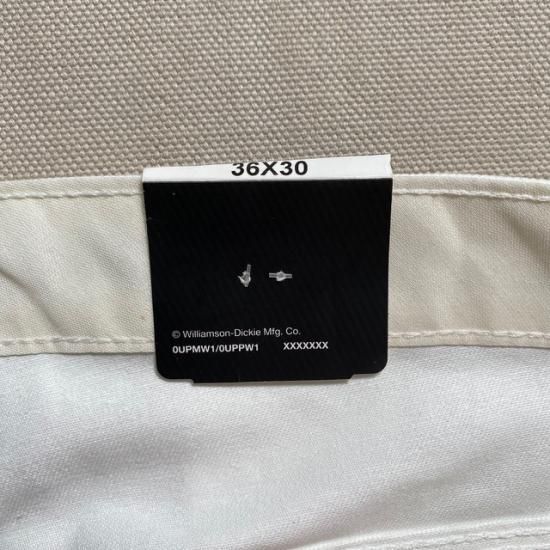 36X30
© Williamson-Dickie Mfg. Co.
0UPMW1/0UPPW1 XXXXXXX